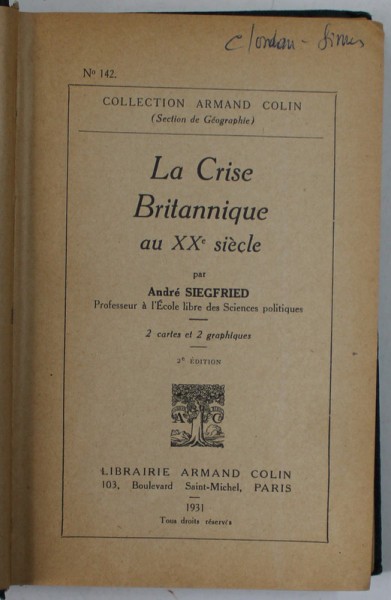 Nº 142.
COLLECTION ARMAND COLIN
(Section de Géographie)
La Crise
Britannique
au XXe siècle
par
André SIEGFRIED
Professeur à l'École libre des Sciences politiques
2 cartes et 2 graphiques
2e ÉDITION
A C
LIBRAIRIE ARMAND COLIN
103, Boulevard Saint-Michel, PARIS
1931
Tous droits réservés